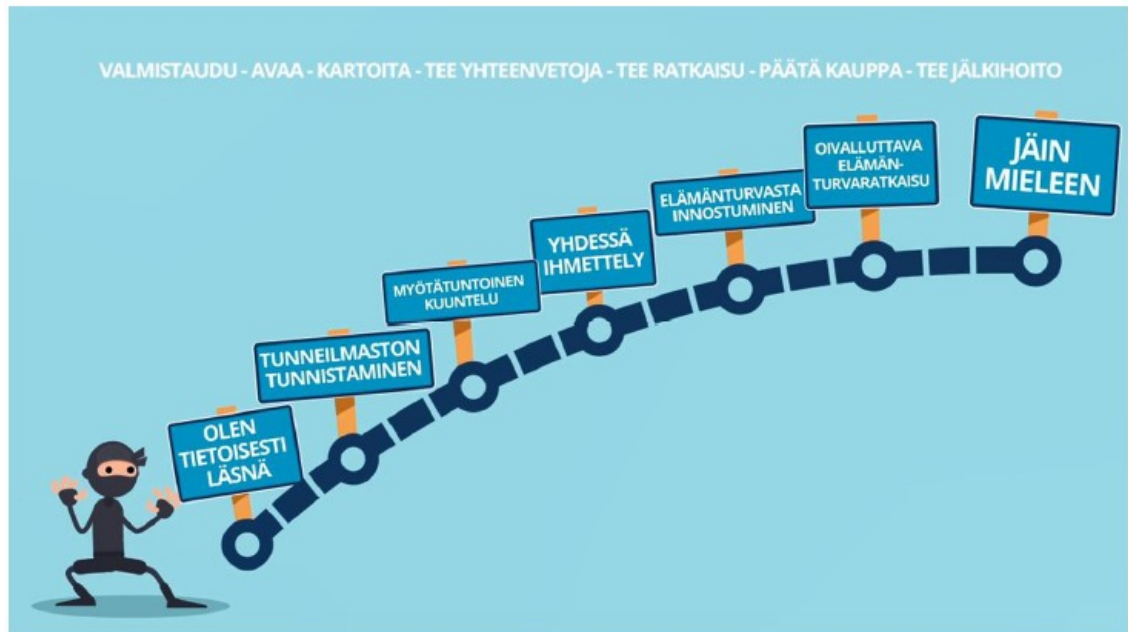 VALMISTAUDU - AVAA - KARTOITA - TEE YHTEENVETOJA - TEE RATKAISU - PÄÄTÄ KAUPPA - TEE JÄLKIHOITO
OLEN
TIETOISESTI
LÄSNÄ
TUNNEILMASTON
TUNNISTAMINEN
MYÖTÄTUNTOINEN
KUUNTELU
YHDESSÄ
IHMETTELY
ELÄMÄNTURVASTA
INNOSTUMINEN
OIVALLUTTAVA
ELÄMÄN-
TURVARATKAISU
JÄIN
MIELEEN